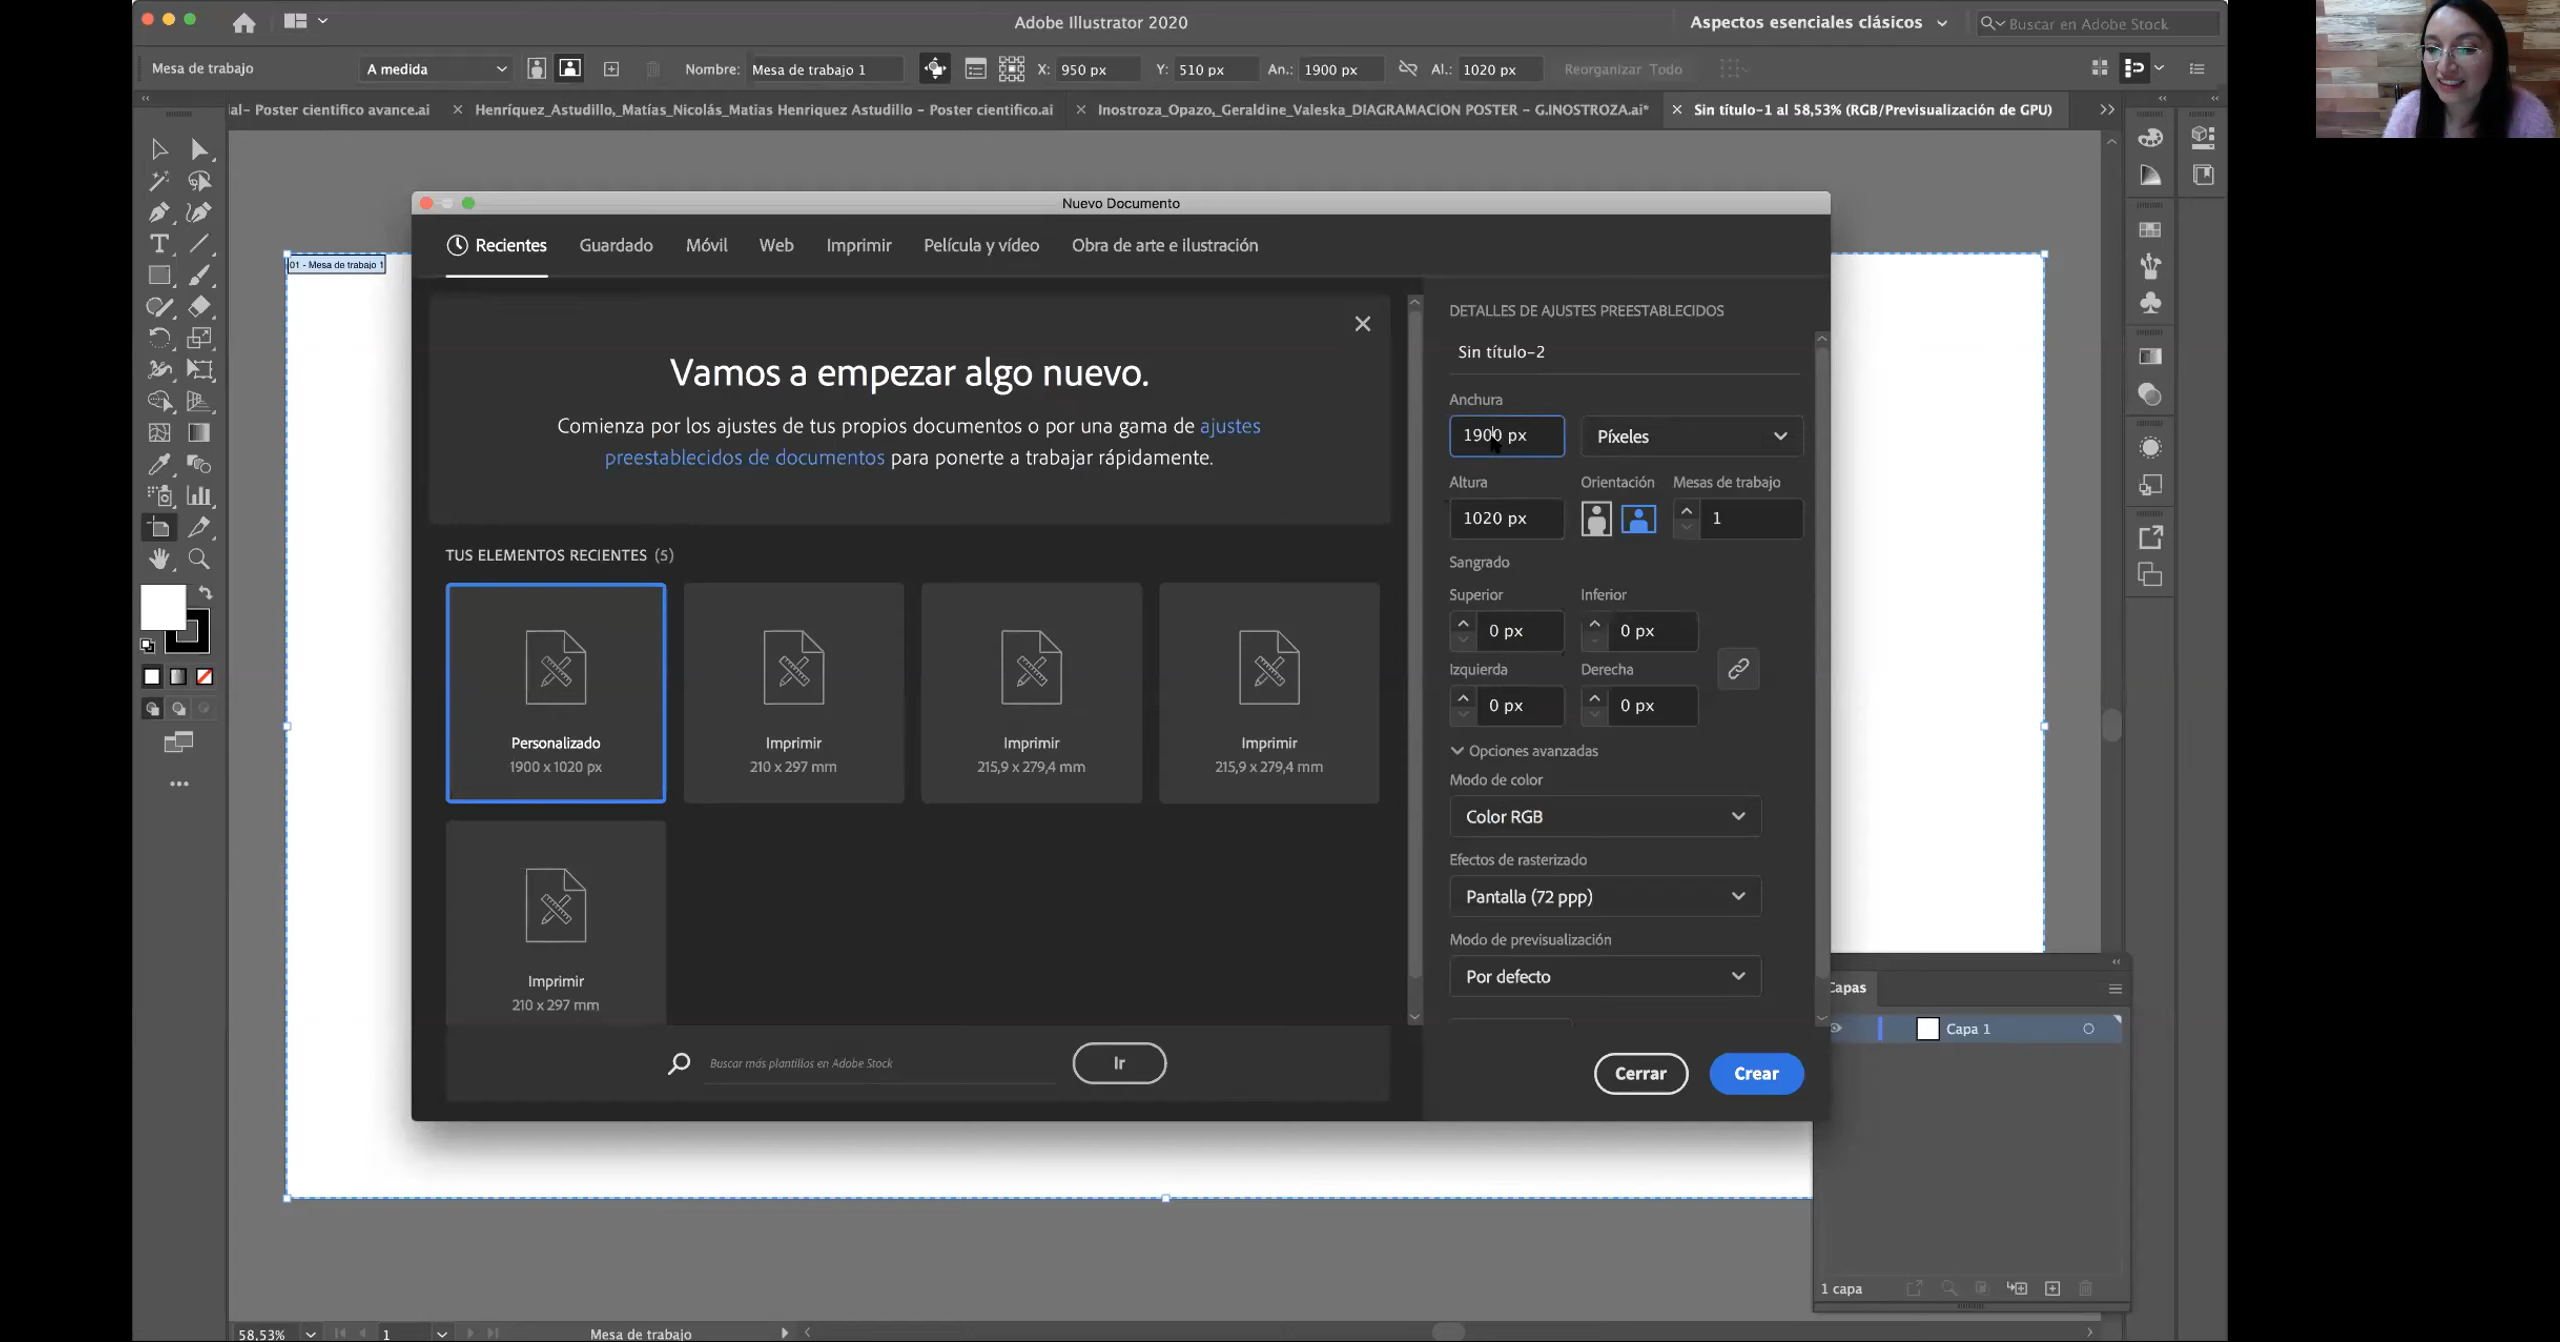 Adobe Illustrator 2020
Aspectos esenciales clásicos
Buscar en Adobe Stock
Mesa de trabajo
A medida
Nombre: Mesa de trabajo 1
X: 950 px
Y: 510 px
An.: 1900 px
Al.: 1020 px
Reorganizar Todo
ial- Poster cientifico avance.ai
Henríquez_Astudillo,_Matías_Nicolás_Matias Henriquez Astudillo - Poster cientifico.ai
Inostroza_Opazo,_Geraldine_Valeska_DIAGRAMACION POSTER - G.INOSTROZA.ai*
Sin título-1 al 58,53% (RGB/Previsualización de GPU)
01 - Mesa de trabajo 1
Nuevo Documento
Recientes
Guardado
Móvil
Web
Imprimir
Película y vídeo
Obra de arte e ilustración
Vamos a empezar algo nuevo.
Comienza por los ajustes de tus propios documentos o por una gama de ajustes
preestablecidos de documentos para ponerte a trabajar rápidamente.
TUS ELEMENTOS RECIENTES (5)
Personalizado
1900 x 1020 px
Imprimir
210 x 297 mm
Imprimir
215,9 x 279,4 mm
Imprimir
215,9 x 279,4 mm
Imprimir
210 x 297 mm
Buscar más plantillas en Adobe Stock
Ir
DETALLES DE AJUSTES PREESTABLECIDOS
Sin título-2
Anchura
1900 px
Píxeles
Altura
Orientación
Mesas de trabajo
1020 px
1
Sangrado
Superior
Inferior
0 px
0 px
Izquierda
Derecha
0 px
0 px
Opciones avanzadas
Modo de color
Color RGB
Efectos de rasterizado
Pantalla (72 ppp)
Modo de previsualización
Por defecto
Cerrar
Crear
Capas
Capa 1
1 capa
58,53%
1
Mesa de trabajo